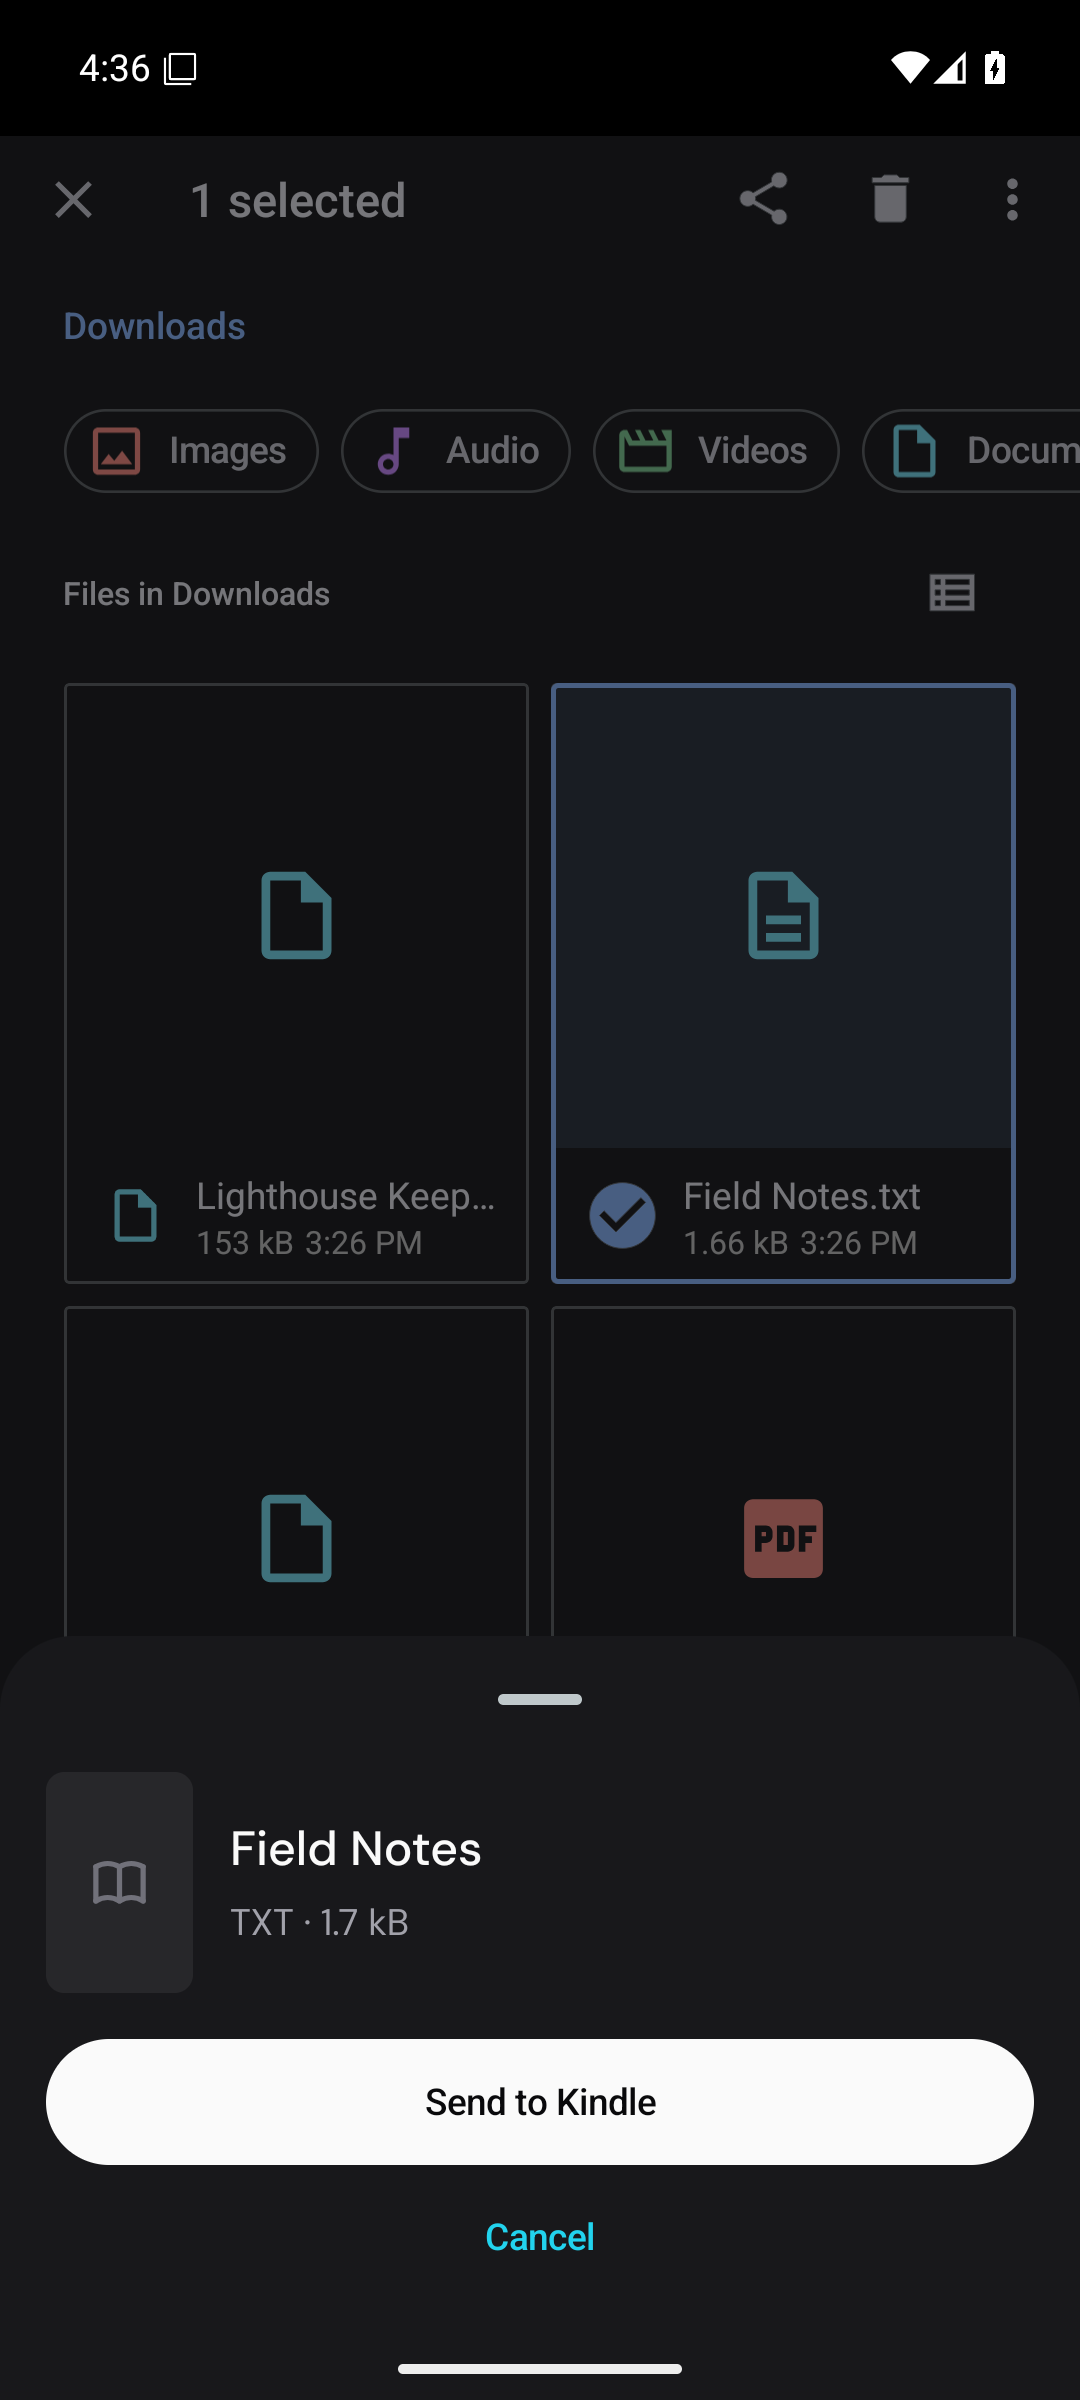 4:36
1 selected
Downloads
Images
Audio
Videos
Docum
Files in Downloads
Lighthouse Keep...
153 kB 3:26 PM
Field Notes.txt
1.66 kB 3:26 PM
PDF
Field Notes
TXT · 1.7 kB
Send to Kindle
Cancel